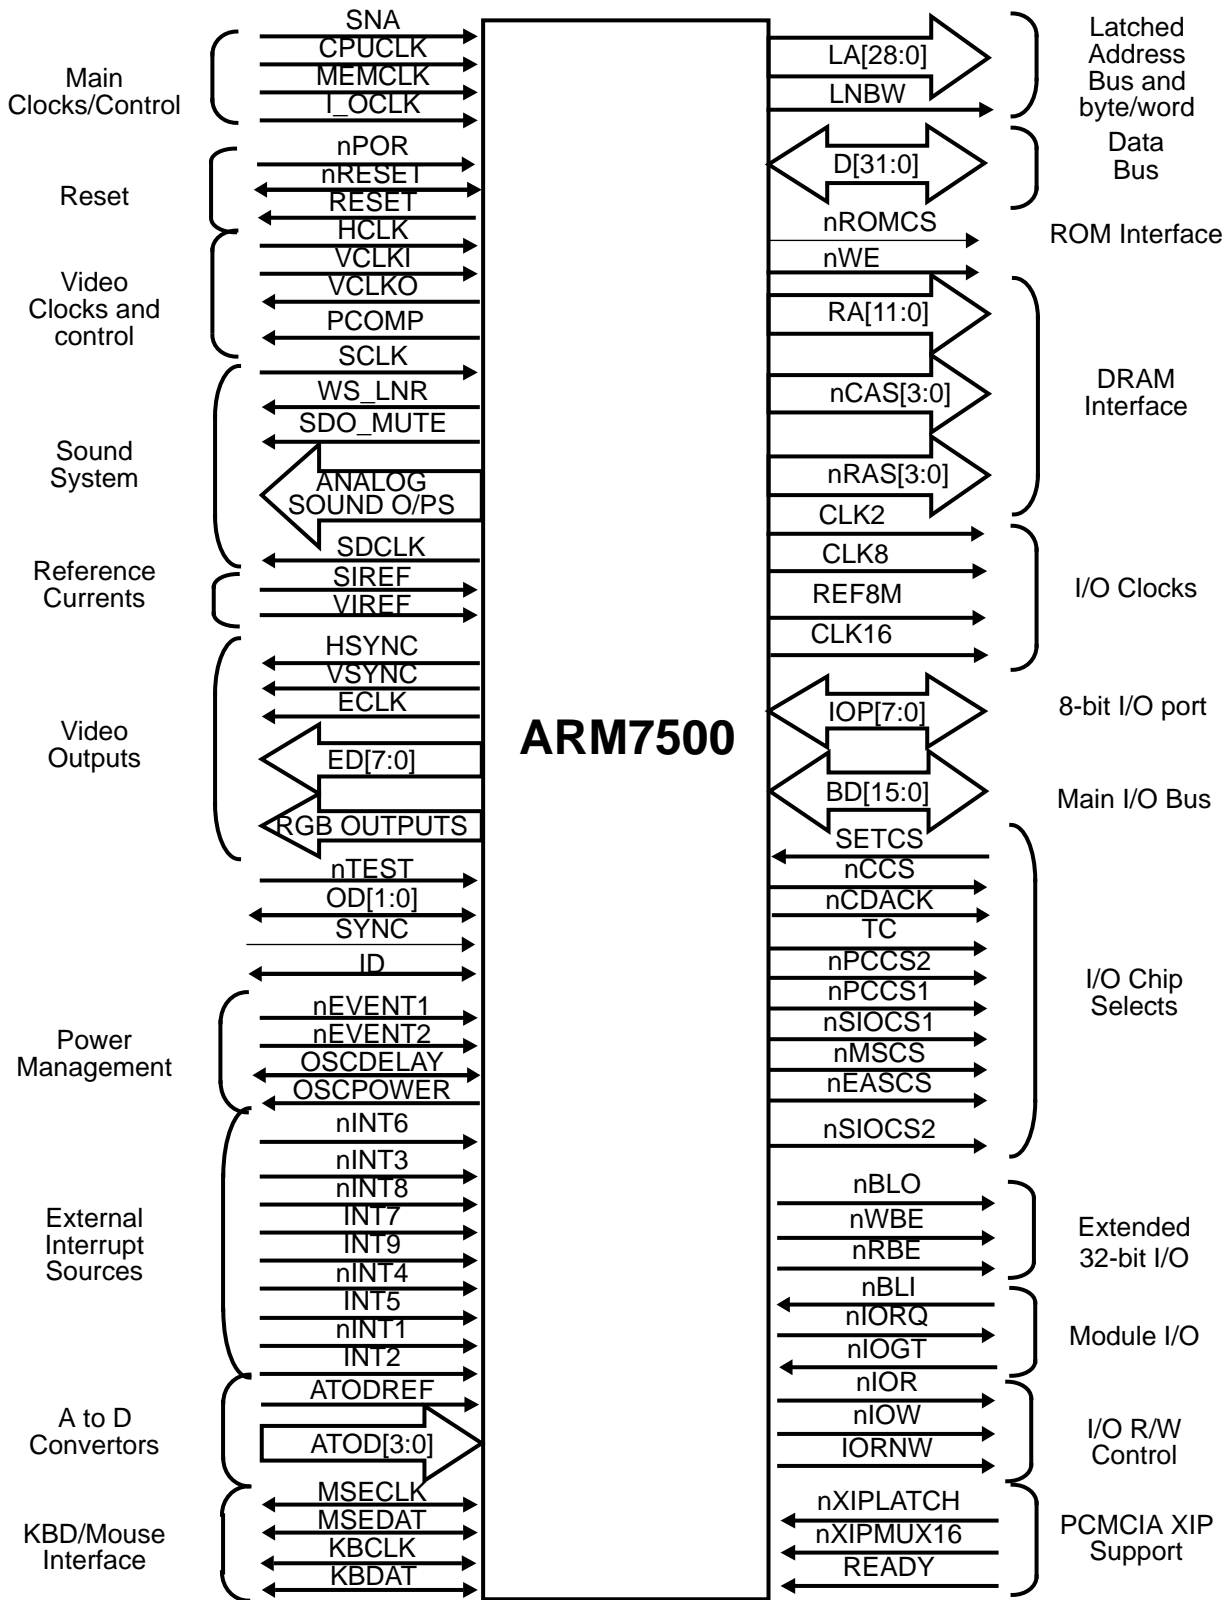 SNA
CPUCLK
MEMCLK
I_OCLK
Main
Clocks/Control
nPOR
nRESET
RESET
Reset
HCLK
VCLKI
VCLKO
PCOMP
Video
Clocks and
control
SCLK
WS_LNR
SDO_MUTE
ANALOG
SOUND O/PS
SDCLK
Sound
System
SIREF
VIREF
Reference
Currents
HSYNC
VSYNC
ECLK
ED[7:0]
RGB OUTPUTS
Video
Outputs
nTEST
OD[1:0]
SYNC
ID
nEVENT1
nEVENT2
OSCDELAY
OSCPOWER
Power
Management
nINT6
nINT3
nINT8
INT7
INT9
nINT4
INT5
nINT1
INT2
External
Interrupt
Sources
ATODREF
ATOD[3:0]
A to D
Convertors
MSECLK
MSEDAT
KBCLK
KBDAT
KBD/Mouse
Interface
ARM7500
LA[28:0]
LNBW
Latched
Address
Bus and
byte/word
D[31:0]
Data
Bus
nROMCS
ROM Interface
nWE
RA[11:0]
nCAS[3:0]
nRAS[3:0]
DRAM
Interface
CLK2
CLK8
REF8M
CLK16
I/O Clocks
IOP[7:0]
8-bit I/O port
BD[15:0]
Main I/O Bus
SETCS
nCCS
nCDACK
TC
nPCCS2
nPCCS1
nSIOCS1
nMSCS
nEASCS
nSIOCS2
I/O Chip
Selects
nBLO
nWBE
nRBE
Extended
32-bit I/O
nBLI
nIORQ
nIOGT
Module I/O
nIOR
nIOW
IORNW
I/O R/W
Control
nXIPLATCH
nXIPMUX16
READY
PCMCIA XIP
Support